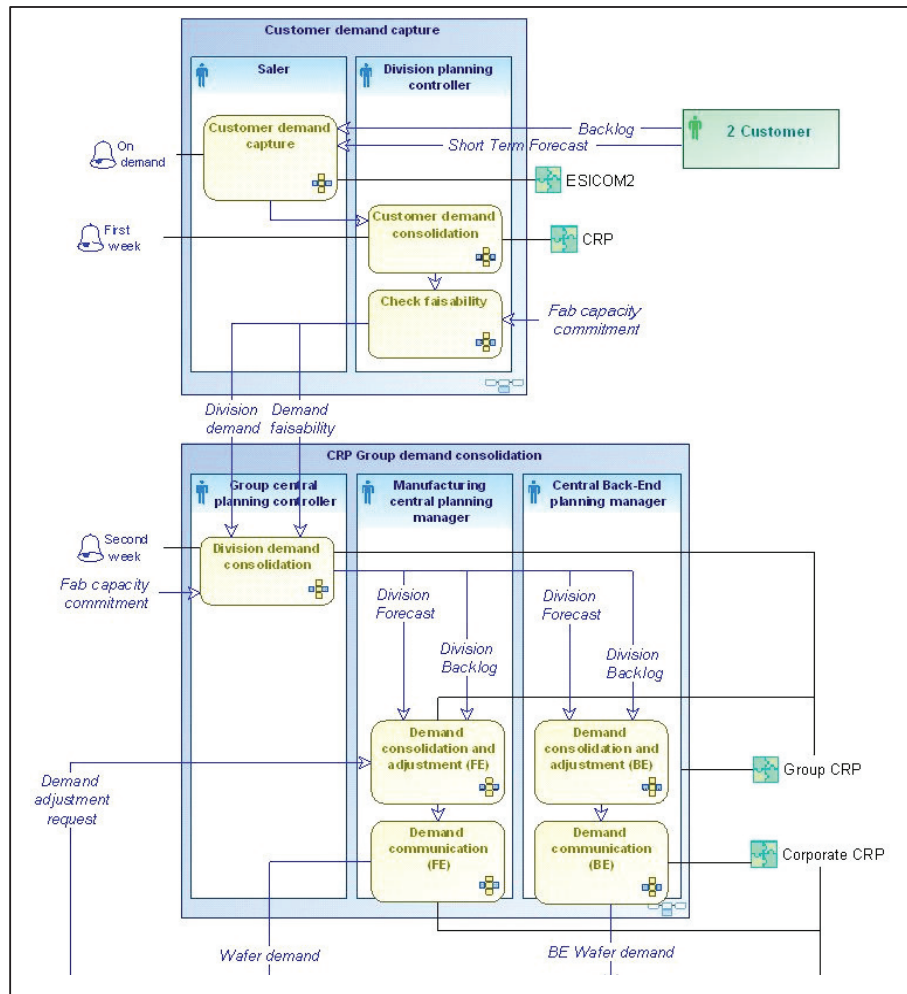 Customer demand capture
Saler
Division planning
controller
Customer demand
capture
Backlog
Short Term Forecast
2 Customer
On
demand
ESICOM2
First
week
Customer demand
consolidation
CRP
Check faisability
Fab capacity
commitment
Division
demand
Demand
faisability
CRP Group demand consolidation
Group central
planning controller
Manufacturing
central planning
manager
Central Back-End
planning manager
Second
week
Division demand
consolidation
Fab capacity
commitment
Division
Forecast
Division
Backlog
Division
Forecast
Division
Backlog
Demand
consolidation and
adjustment (FE)
Demand
consolidation and
adjustment (BE)
Group CRP
Demand
adjustment
request
Demand
communication
(FE)
Demand
communication
(BE)
Corporate CRP
Wafer demand
BE Wafer demand